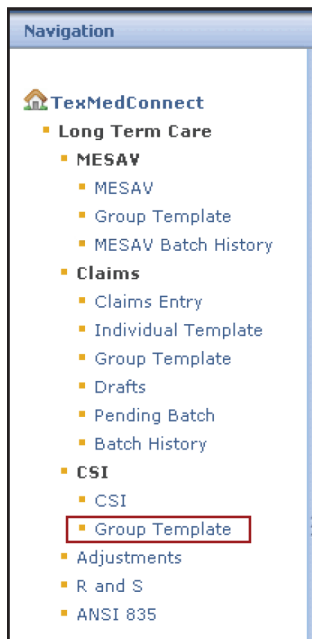 Navigation
TexMedConnect
Long Term Care
MESAV
MESAV
Group Template
MESAV Batch History
Claims
Claims Entry
Individual Template
Group Template
Drafts
Pending Batch
Batch History
CSI
CSI
Group Template
Adjustments
R and S
ANSI 835